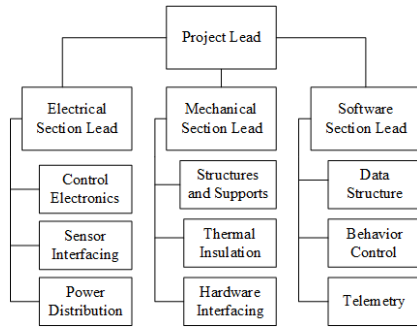 Project Lead
Electrical
Section Lead
Mechanical
Section Lead
Software
Section Lead
Control
Electronics
Structures
and Supports
Data
Structure
Sensor
Interfacing
Thermal
Insulation
Behavior
Control
Power
Distribution
Hardware
Interfacing
Telemetry